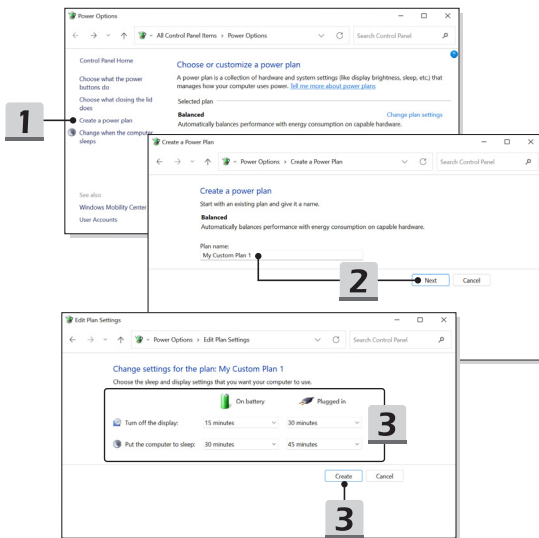 Power Options
All Control Panel Items › Power Options
Search Control Panel
Control Panel Home
Choose what the power
buttons do
Choose what closing the lid
does
Create a power plan
Change when the computer
sleeps
See also
Windows Mobility Center
User Accounts
Choose or customize a power plan
A power plan is a collection of hardware and system settings (like display brightness, sleep, etc.) that
manages how your computer uses power. Tell me more about power plans
Selected plan
Balanced
Change plan settings
Automatically balances performance with energy consumption on capable hardware.
1
Create a Power Plan
Power Options › Create a Power Plan
Search Control Panel
Create a power plan
Start with an existing plan and give it a name.
Balanced
Automatically balances performance with energy consumption on capable hardware.
Plan name:
My Custom Plan 1
2
Next
Cancel
Edit Plan Settings
Power Options › Edit Plan Settings
Search Control Panel
Change settings for the plan: My Custom Plan 1
Choose the sleep and display settings that you want your computer to use.
On battery
Plugged in
Turn off the display:
15 minutes
30 minutes
Put the computer to sleep:
30 minutes
45 minutes
3
Create
Cancel
3